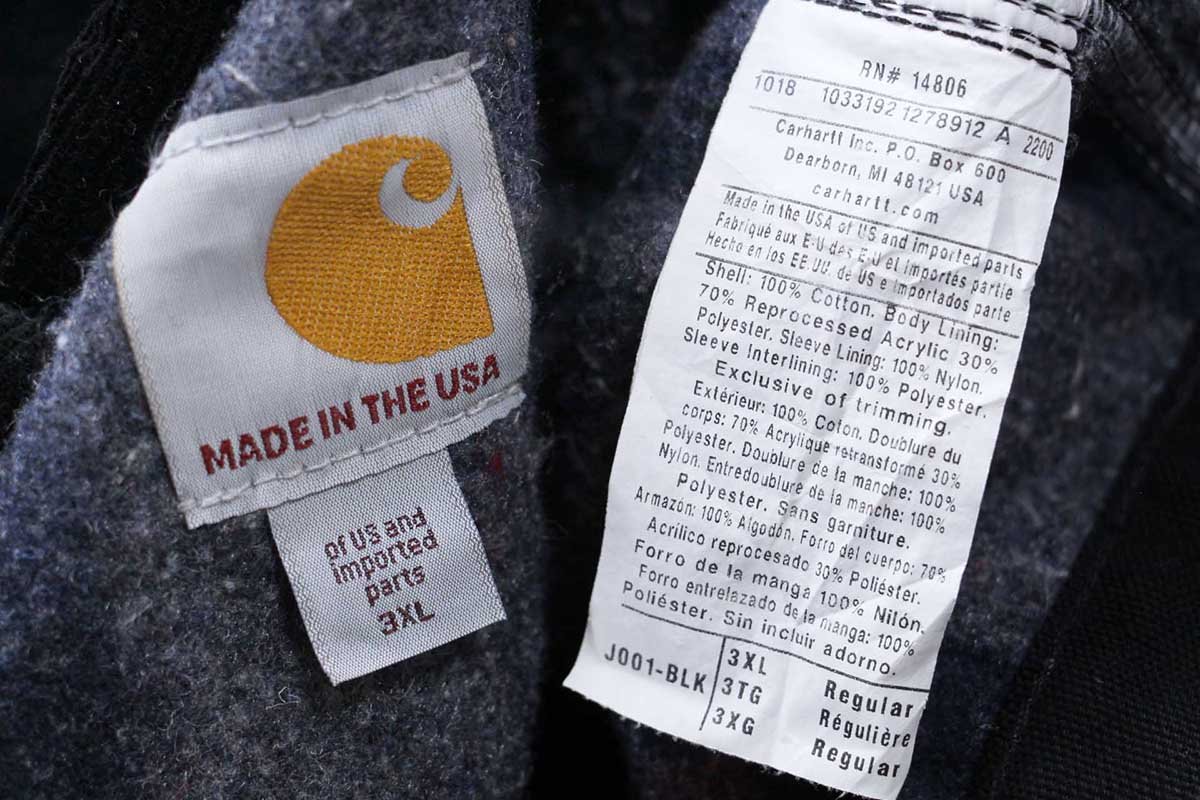 MADE IN THE USA
of US and
imported
parts
3XL
RN# 14806
1018 1033192 1278912 A 2200
Carhartt Inc. P.O. Box 600
Dearborn, MI 48121 USA
carhartt.com
Made in the USA of US and imported parts
Fabriqué aux E-U des E-U et importés partie
Hecho en los EE.UU. de US e importados parte
Shell: 100% Cotton. Body Lining:
70% Reprocessed Acrylic 30%
Polyester. Sleeve Lining: 100% Nylon.
Sleeve Interlining: 100% Polyester.
Exclusive of trimming.
Extérieur: 100% Coton. Doublure du
corps: 70% Acrylique retransformé 30%
Polyester. Doublure de la manche: 100%
Nylon. Entredoublure de la manche: 100%
Polyester. Sans garniture.
Armazón: 100% Algodón. Forro del cuerpo: 70%
Acrílico reprocesado 30% Poliéster.
Forro de la manga 100% Nilón.
Forro entrelazado de la manga: 100%
Poliéster. Sin incluir adorno.
J001-BLK
3XL Regular
3TG Régulière
3XG Regular